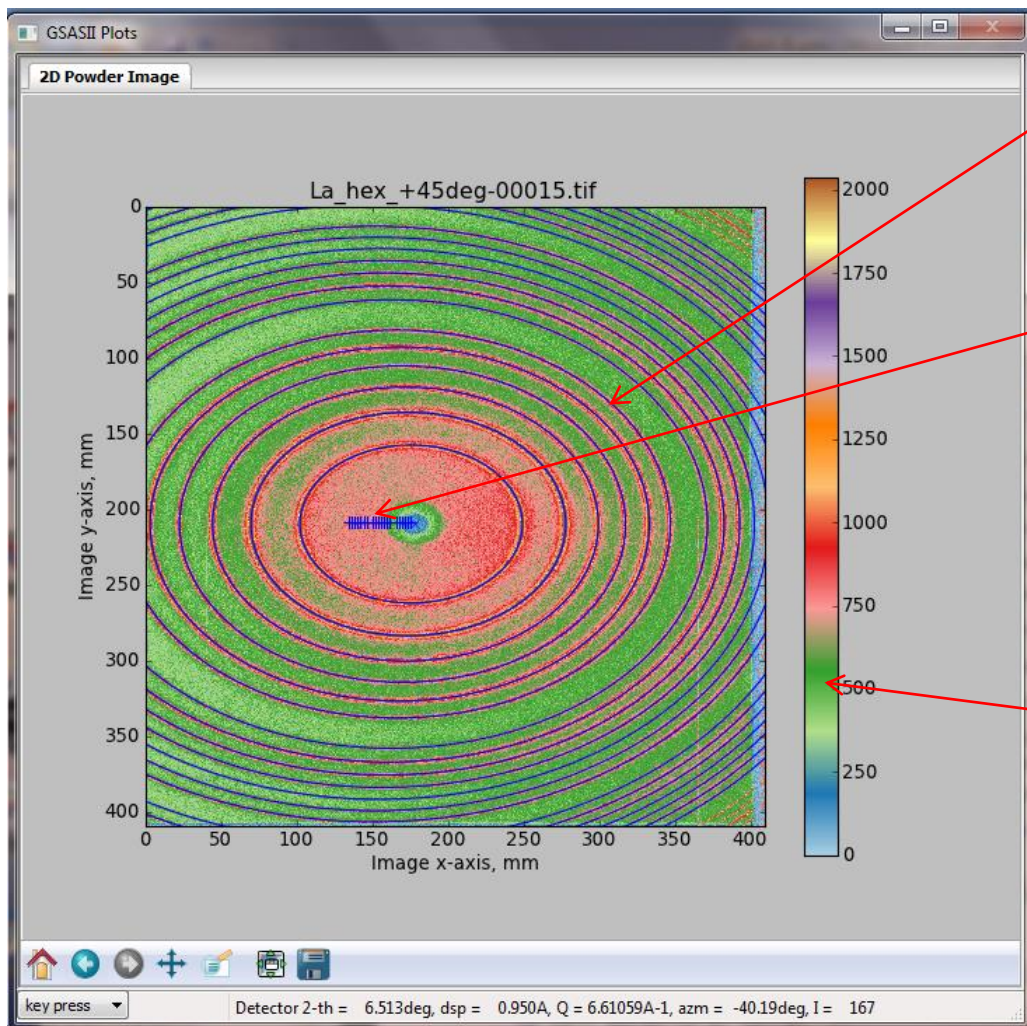 GSASII Plots
2D Powder Image
La_hex_+45deg-00015.tif
0
50
100
150
200
250
300
350
400
Image y-axis, mm
0 50 100 150 200 250 300 350 400
Image x-axis, mm
2000
1750
1500
1250
1000
750
500
250
0
key press
Detector 2-th = 6.513deg, dsp = 0.950A, Q = 6.61059A-1, azm = -40.19deg, I = 167